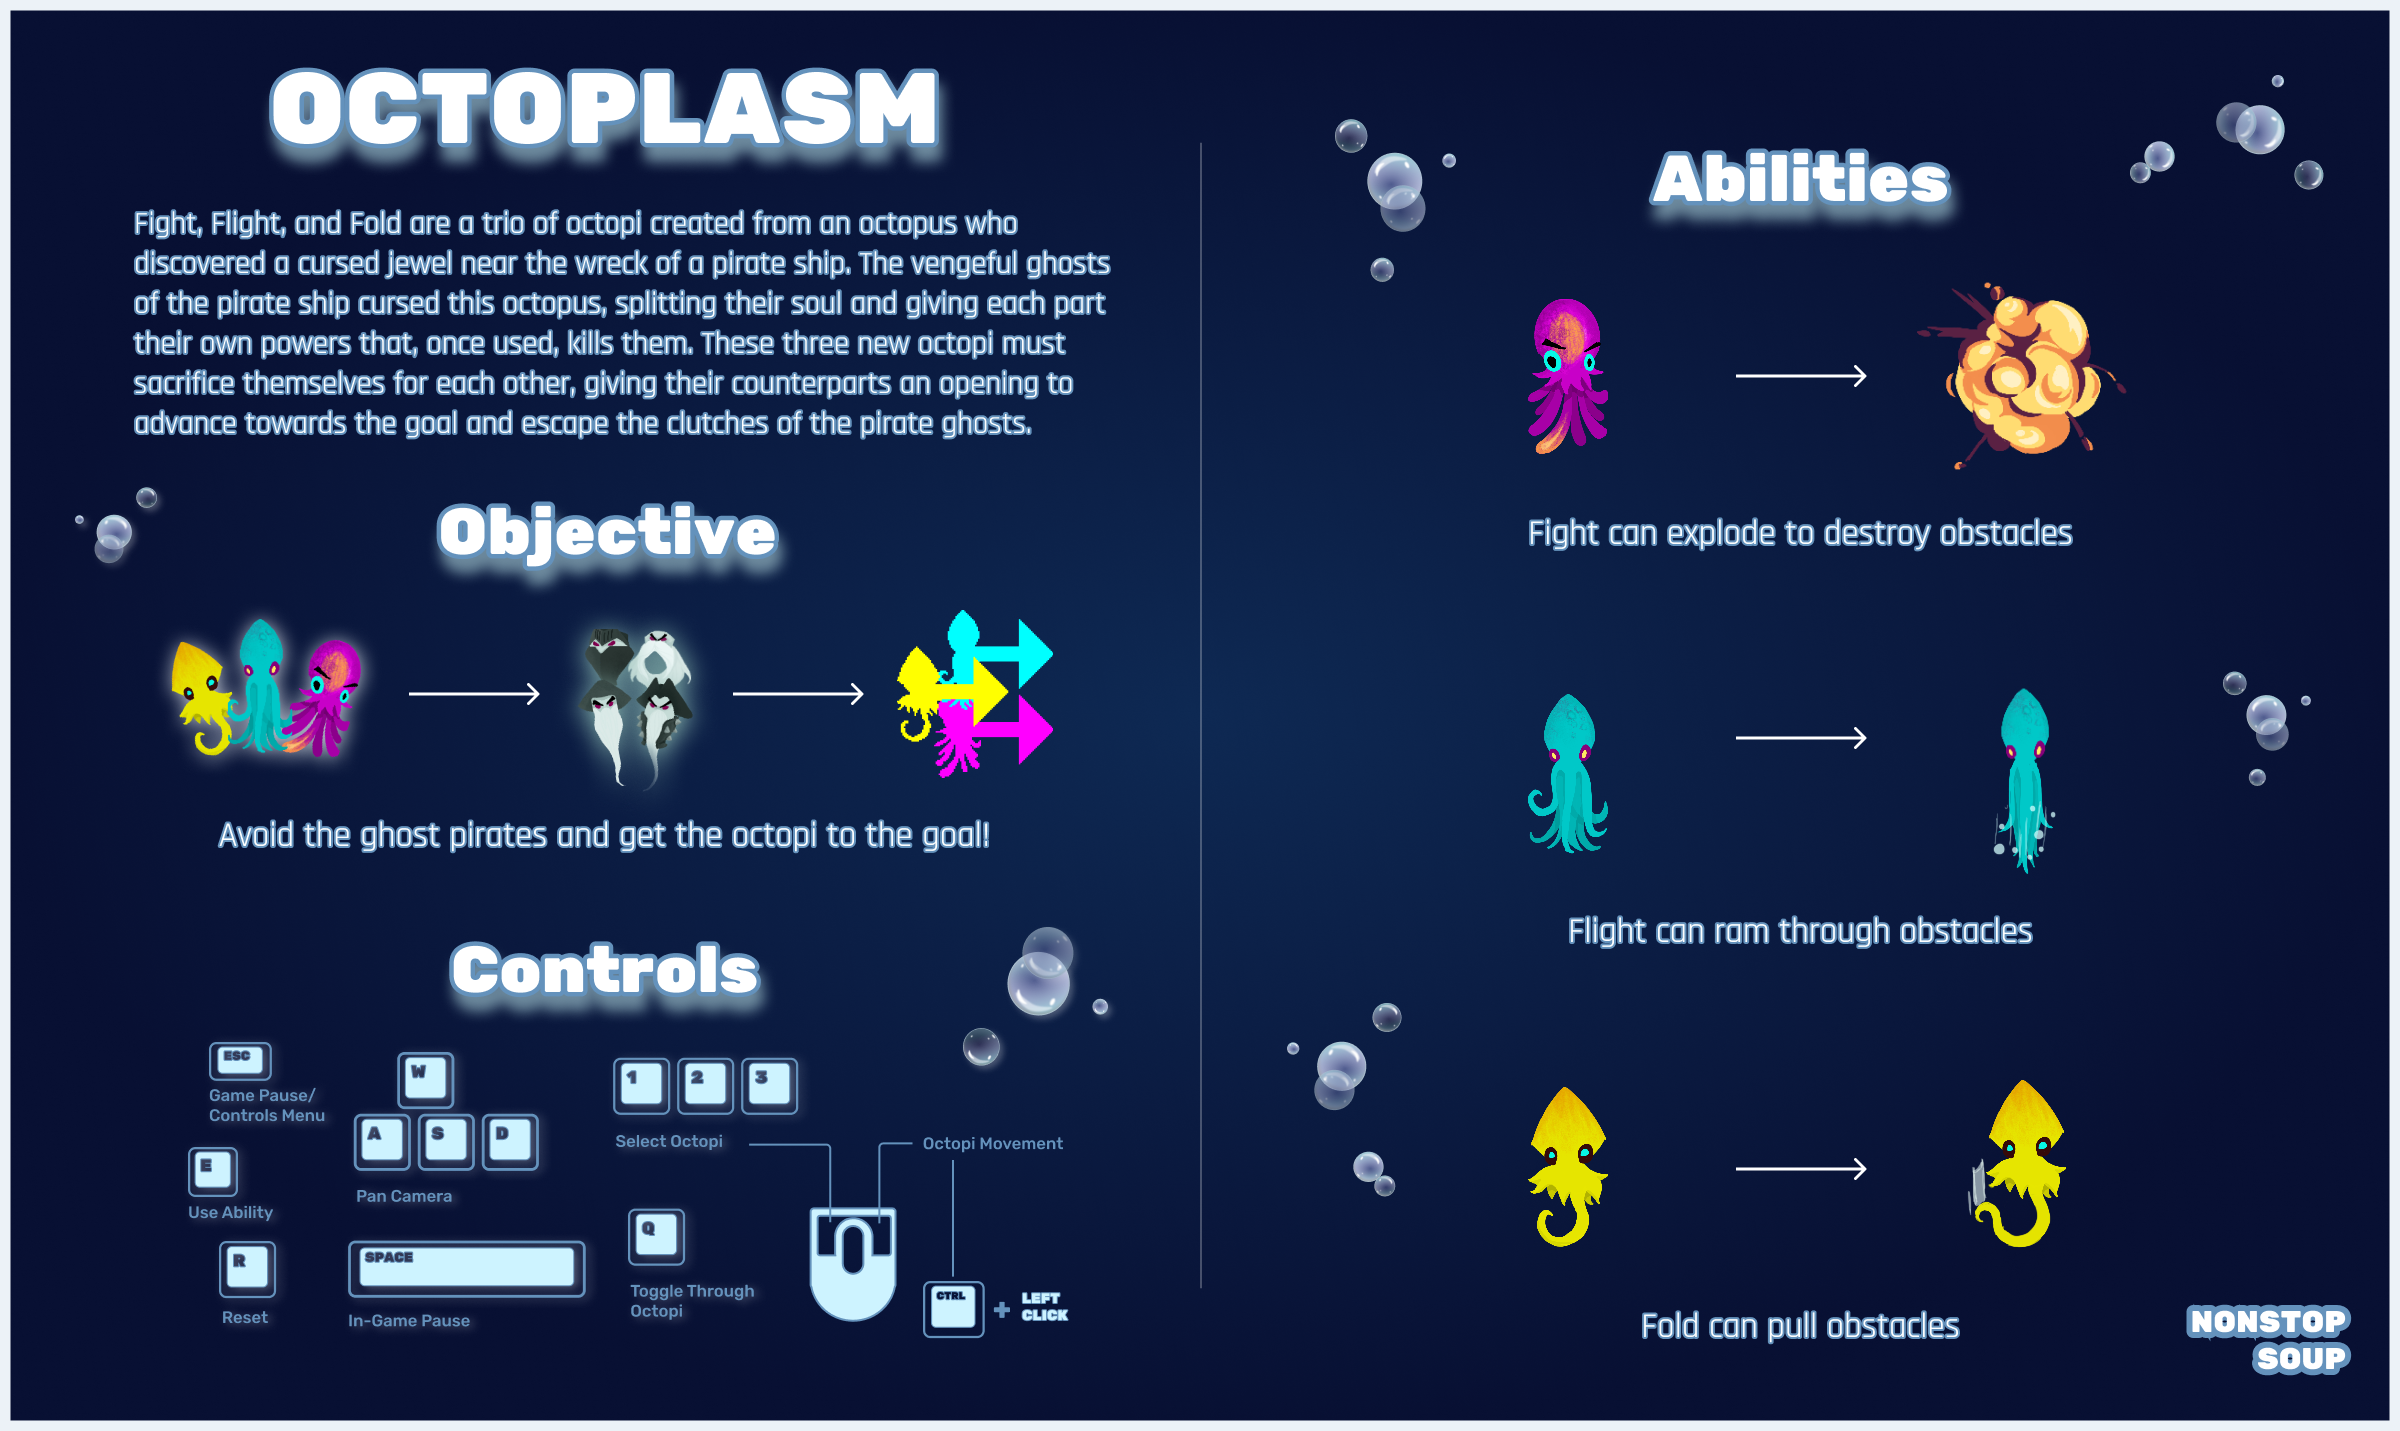 OCTOPLASM
Fight, Flight, and Fold are a trio of octopi created from an octopus who
discovered a cursed jewel near the wreck of a pirate ship. The vengeful ghosts
of the pirate ship cursed this octopus, splitting their soul and giving each part
their own powers that, once used, kills them. These three new octopi must
sacrifice themselves for each other, giving their counterparts an opening to
advance towards the goal and escape the clutches of the pirate ghosts.
Objective
Avoid the ghost pirates and get the octopi to the goal!
Controls
ESC
Game Pause/
Controls Menu
E
Use Ability
R
Reset
W
A S D
Pan Camera
SPACE
In-Game Pause
1 2 3
Select Octopi
Q
Toggle Through
Octopi
Octopi Movement
CTRL + LEFT
CLICK
Abilities
Fight can explode to destroy obstacles
Flight can ram through obstacles
Fold can pull obstacles
NONSTOP
SOUP